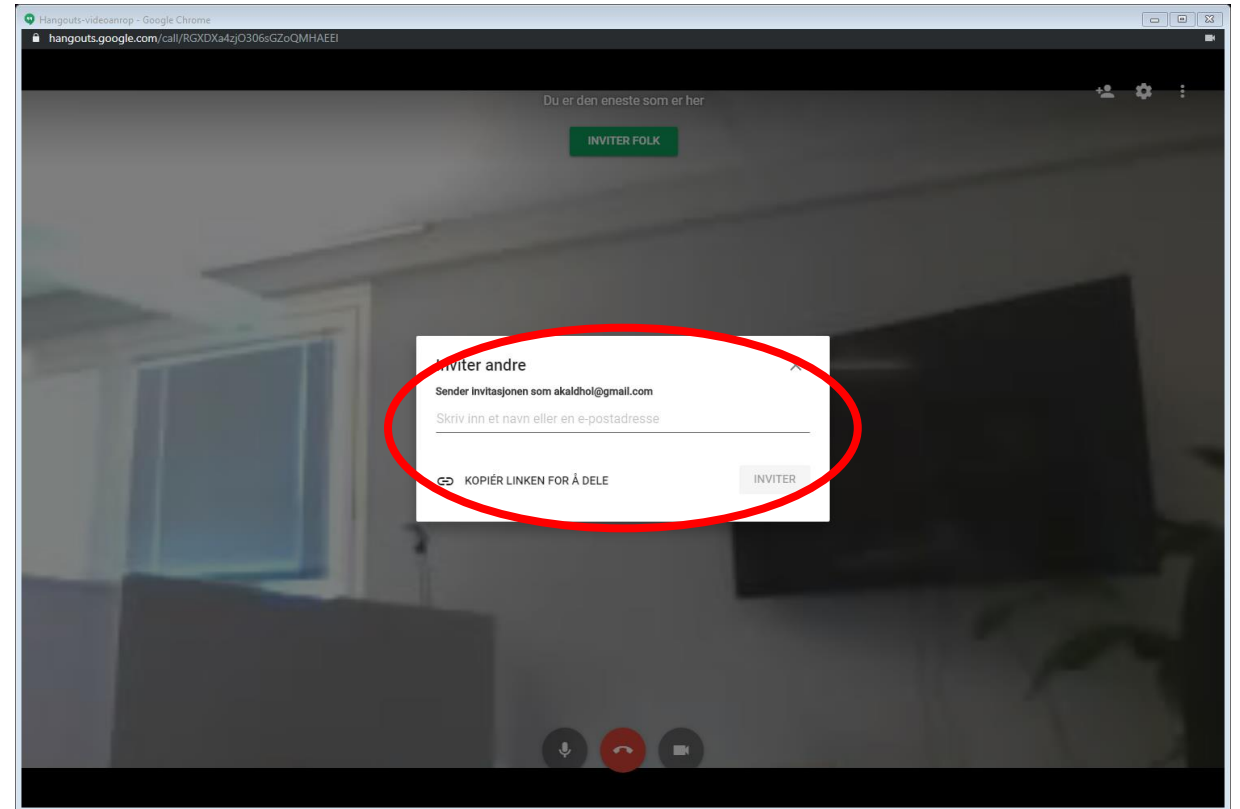 Hangouts-videoanrop - Google Chrome
hangouts.google.com/call/RGXDXa4zjO306sGZoQMHAEEI
Du er den eneste som er her
INVITER FOLK
Inviter andre
Sender invitasjonen som akaldhol@gmail.com
Skriv inn et navn eller en e-postadresse
KOPIÉR LINKEN FOR Å DELE
INVITER